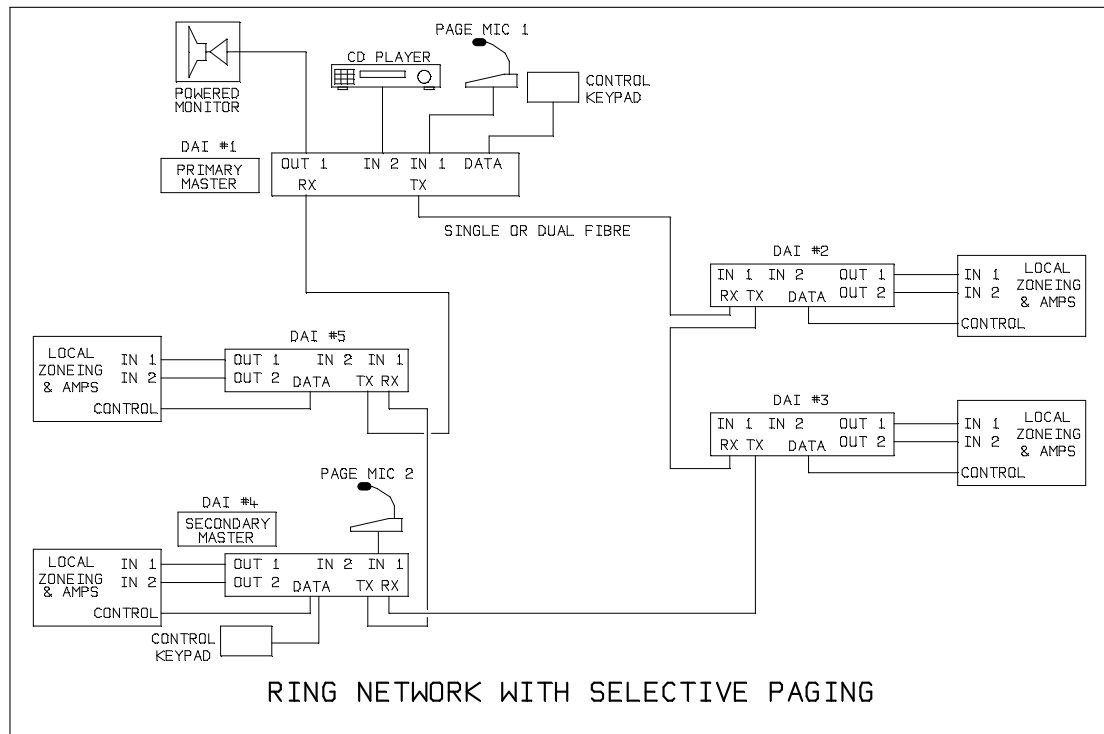 PAGE MIC 1
CD PLAYER
CONTROL
KEYPAD
POWERED
MONITOR
DAI #1
PRIMARY
MASTER
OUT 1 IN 2 IN 1 DATA
RX TX
SINGLE OR DUAL FIBRE
DAI #2
IN 1 IN 2 OUT 1
RX TX DATA OUT 2
IN 1 LOCAL
IN 2 ZONEING
& AMPS
CONTROL
DAI #5
LOCAL IN 1
ZONEING IN 2
& AMPS
CONTROL
OUT 1 IN 2 IN 1
OUT 2 DATA TX RX
DAI #3
IN 1 IN 2 OUT 1
RX TX DATA OUT 2
LOCAL
IN 1 ZONEING
IN 2 & AMPS
CONTROL
PAGE MIC 2
DAI #4
SECONDARY
MASTER
LOCAL IN 1
ZONEING IN 2
& AMPS
CONTROL
OUT 1 IN 2 IN 1
OUT 2 DATA TX RX
CONTROL
KEYPAD
RING NETWORK WITH SELECTIVE PAGING